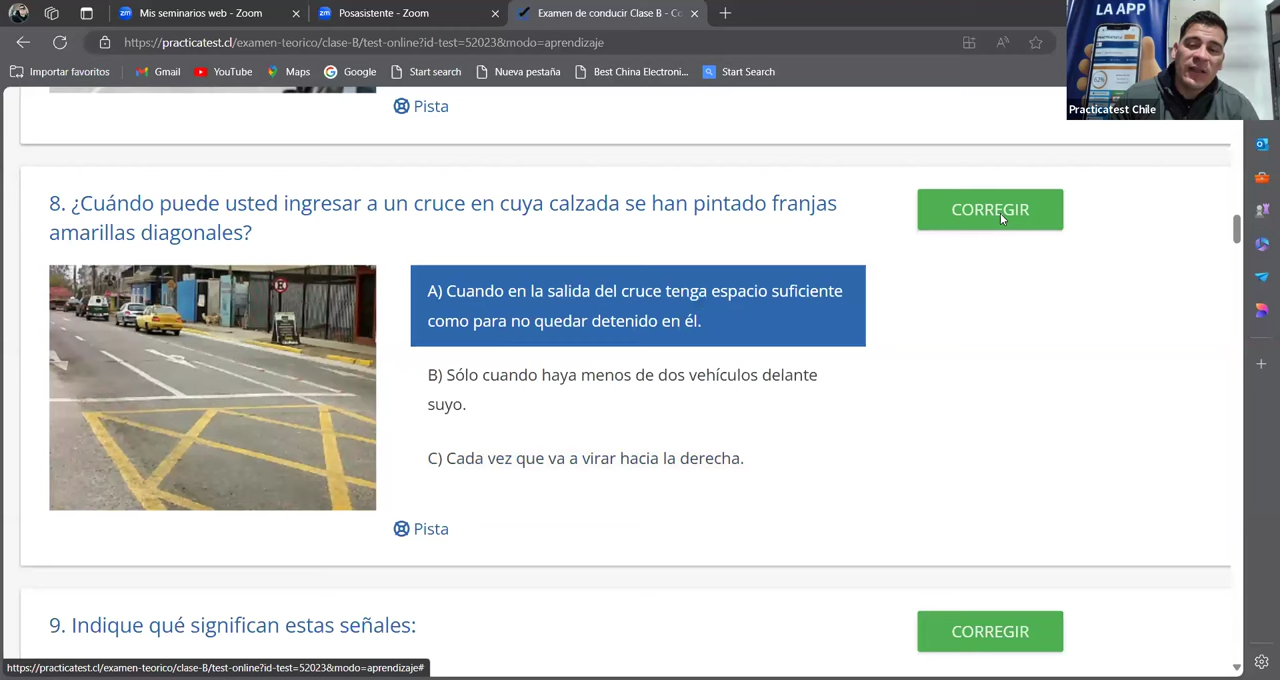 Mis seminarios web - Zoom
Posasistente - Zoom
Examen de conducir Clase B - Co
https://practicatest.cl/examen-teorico/clase-B/test-online?id-test=52023&modo=aprendizaje
Importar favoritos
Gmail
YouTube
Maps
Google
Start search
Nueva pestaña
Best China Electroni...
Start Search
LA APP
Practicatest Chile
Pista
8. ¿Cuándo puede usted ingresar a un cruce en cuya calzada se han pintado franjas
amarillas diagonales?
CORREGIR
A) Cuando en la salida del cruce tenga espacio suficiente
como para no quedar detenido en él.
B) Sólo cuando haya menos de dos vehículos delante
suyo.
C) Cada vez que va a virar hacia la derecha.
Pista
9. Indique qué significan estas señales:
CORREGIR
https://practicatest.cl/examen-teorico/clase-B/test-online?id-test=52023&modo=aprendizaje#